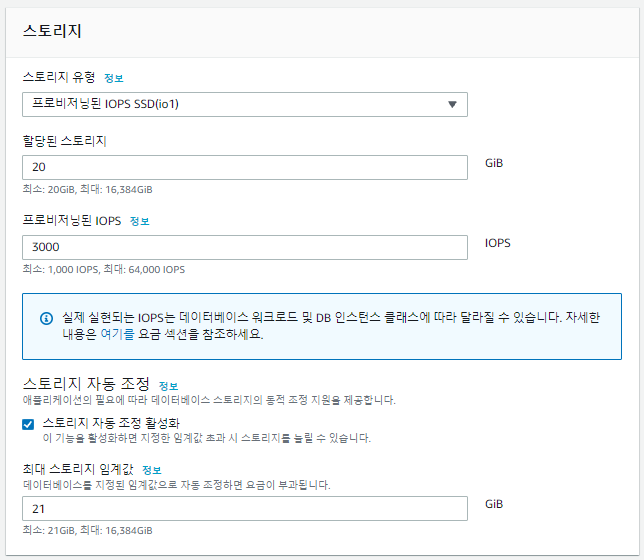 스토리지
스토리지 유형 정보
프로비저닝된 IOPS SSD(io1)
할당된 스토리지
20 GiB
최소: 20GiB, 최대: 16,384GiB
프로비저닝된 IOPS 정보
3000 IOPS
최소: 1,000 IOPS, 최대: 64,000 IOPS
실제 실현되는 IOPS는 데이터베이스 워크로드 및 DB 인스턴스 클래스에 따라 달라질 수 있습니다. 자세한
내용은 여기를 요금 섹션을 참조하세요.
스토리지 자동 조정 정보
애플리케이션의 필요에 따라 데이터베이스 스토리지의 동적 조정 지원을 제공합니다.
스토리지 자동 조정 활성화
이 기능을 활성화하면 지정한 임계값 초과 시 스토리지를 늘릴 수 있습니다.
최대 스토리지 임계값 정보
데이터베이스를 지정된 임계값으로 자동 조정하면 요금이 부과됩니다.
21 GiB
최소: 21GiB, 최대: 16,384GiB